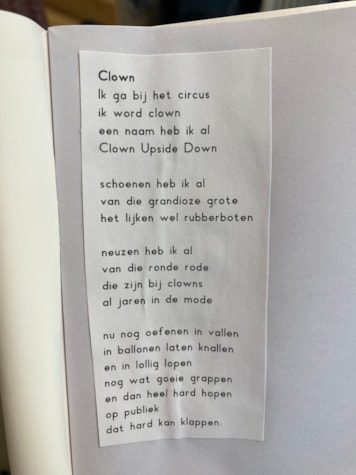 Clown
Ik ga bij het circus
ik word clown
een naam heb ik al
Clown Upside Down

schoenen heb ik al
van die grandioze grote
het lijken wel rubberboten

neuzen heb ik al
van die ronde rode
die zijn bij clowns
al jaren in de mode

nu nog oefenen in vallen
in ballonen laten knallen
en in lollig lopen
nog wat goeie grappen
en dan heel hard hopen
op publiek
dat hard kan klappen.